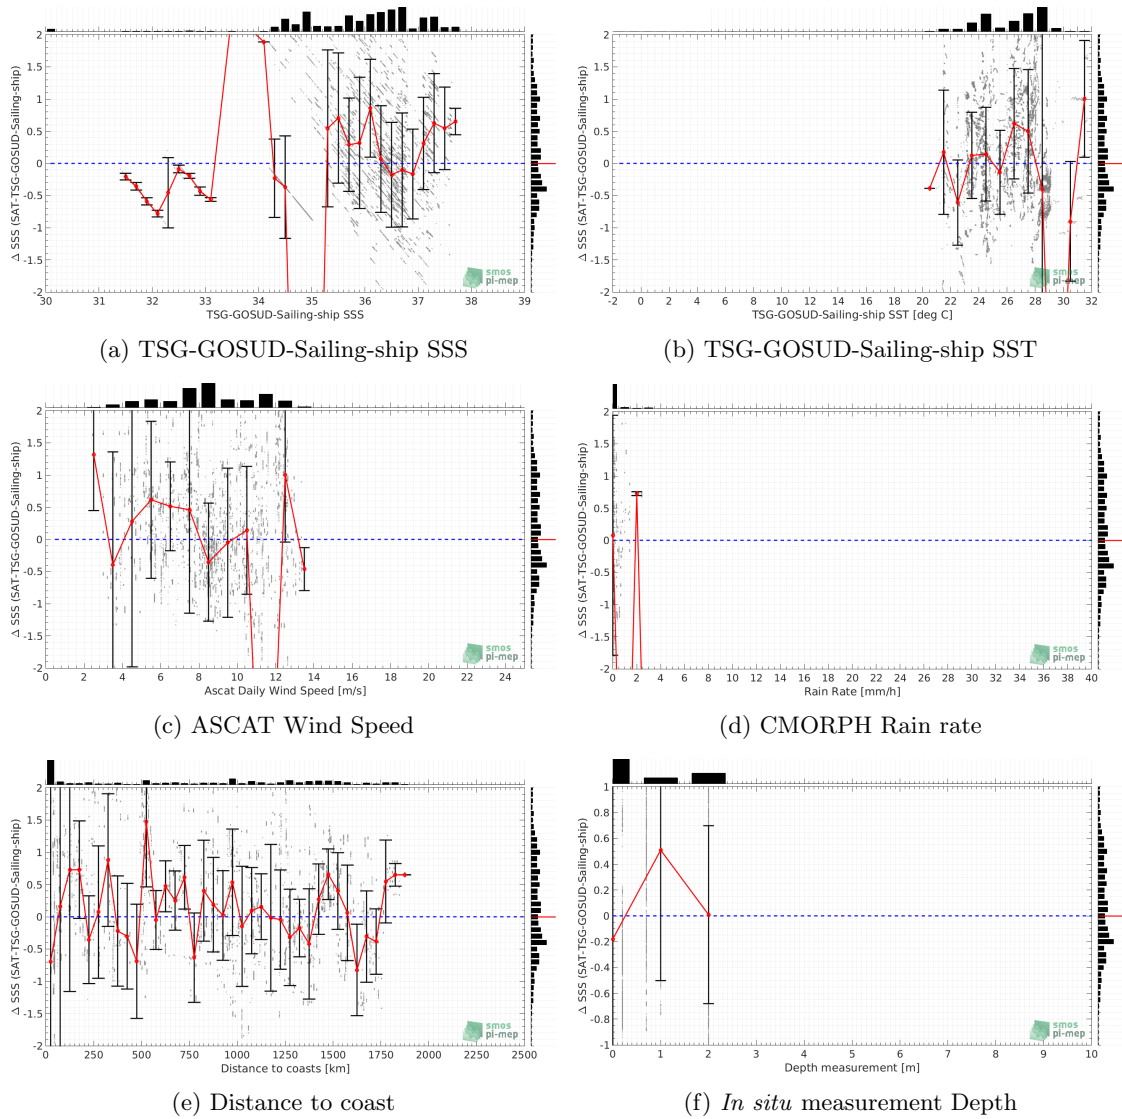 Δ SSS (SAT-TSG-GOSUD-Sailing-ship)
2
1.5
1
0.5
0
-0.5
-1
-1.5
-2
30 31 32 33 34 35 36 37 38 39
TSG-GOSUD-Sailing-ship SSS
smos
pi-mep
(a) TSG-GOSUD-Sailing-ship SSS
Δ SSS (SAT-TSG-GOSUD-Sailing-ship)
2
1.5
1
0.5
0
-0.5
-1
-1.5
-2
-2 0 2 4 6 8 10 12 14 16 18 20 22 24 26 28 30 32
TSG-GOSUD-Sailing-ship SST [deg C]
smos
pi-mep
(b) TSG-GOSUD-Sailing-ship SST
Δ SSS (SAT-TSG-GOSUD-Sailing-ship)
2
1.5
1
0.5
0
-0.5
-1
-1.5
-2
0 2 4 6 8 10 12 14 16 18 20 22 24
Ascat Daily Wind Speed [m/s]
smos
pi-mep
(c) ASCAT Wind Speed
Δ SSS (SAT-TSG-GOSUD-Sailing-ship)
2
1.5
1
0.5
0
-0.5
-1
-1.5
-2
0 2 4 6 8 10 12 14 16 18 20 22 24 26 28 30 32 34 36 38 40
Rain Rate [mm/h]
smos
pi-mep
(d) CMORPH Rain rate
Δ SSS (SAT-TSG-GOSUD-Sailing-ship)
2
1.5
1
0.5
0
-0.5
-1
-1.5
-2
0 250 500 750 1000 1250 1500 1750 2000 2250 2500
Distance to coasts [km]
smos
pi-mep
(e) Distance to coast
Δ SSS (SAT-TSG-GOSUD-Sailing-ship)
1
0.8
0.6
0.4
0.2
0
-0.2
-0.4
-0.6
-0.8
-1
0 1 2 3 4 5 6 7 8 9 10
Depth measurement [m]
smos
pi-mep
(f) In situ measurement Depth